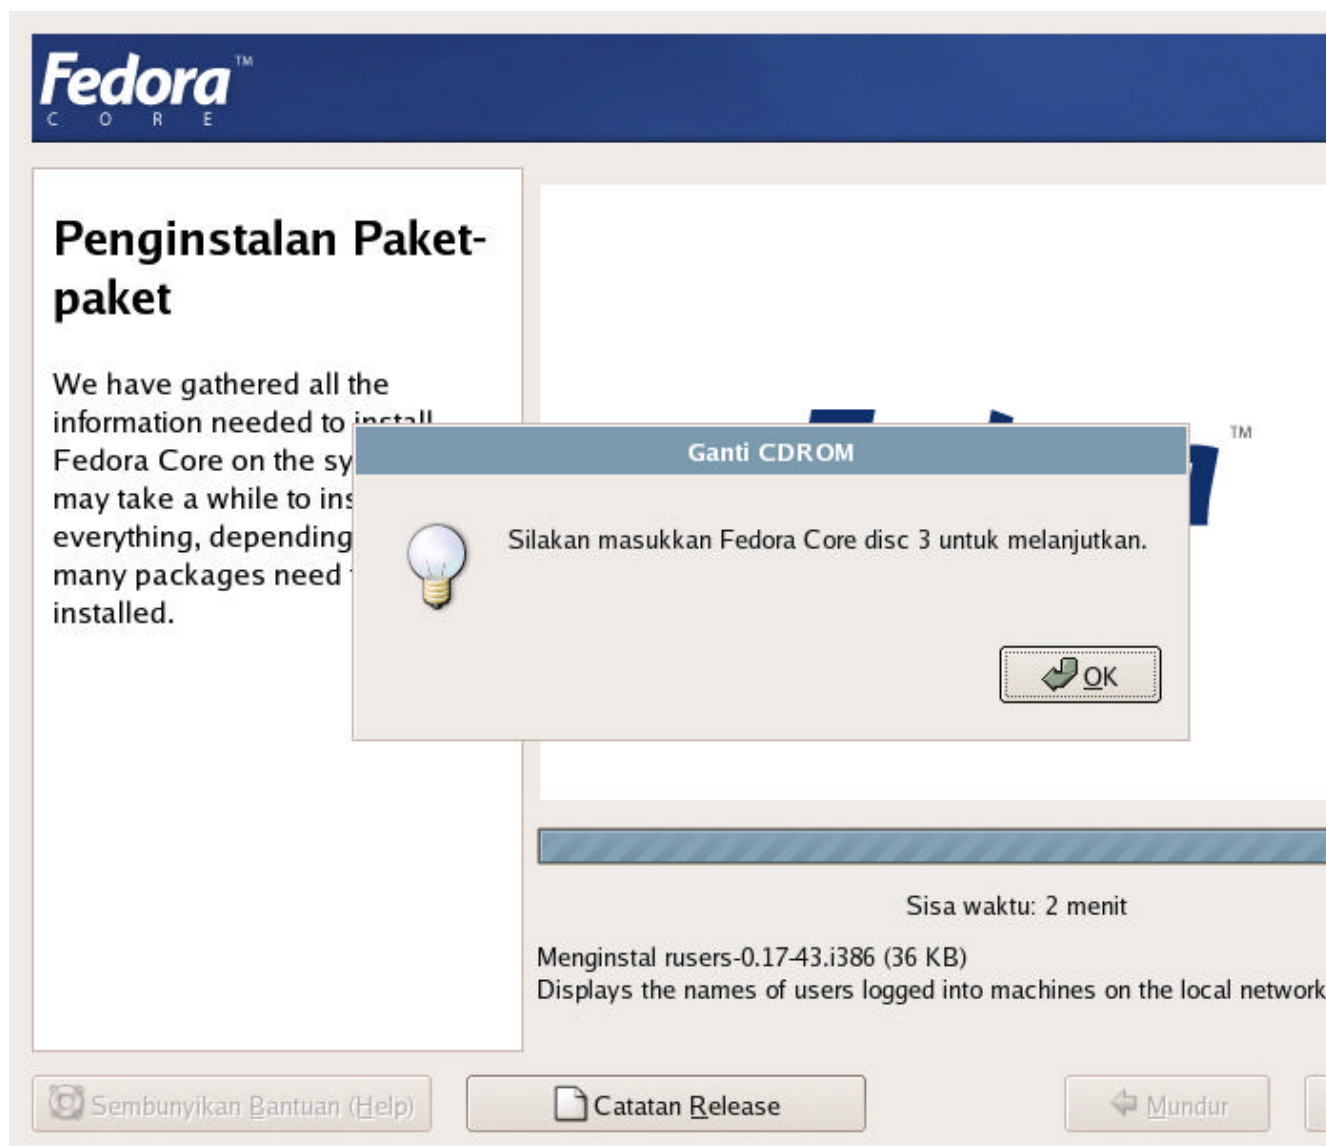 Fedora™
CORE
Penginstalan Paket-
paket
We have gathered all the
information needed to install
Fedora Core on the sy
may take a while to ins
everything, depending
many packages need
installed.
TM
Ganti CDROM
Silakan masukkan Fedora Core disc 3 untuk melanjutkan.
OK
Sisa waktu: 2 menit
Menginstal rusers-0.17-43.i386 (36 KB)
Displays the names of users logged into machines on the local network
Sembunyikan Bantuan (Help)
Catatan Release
Mundur